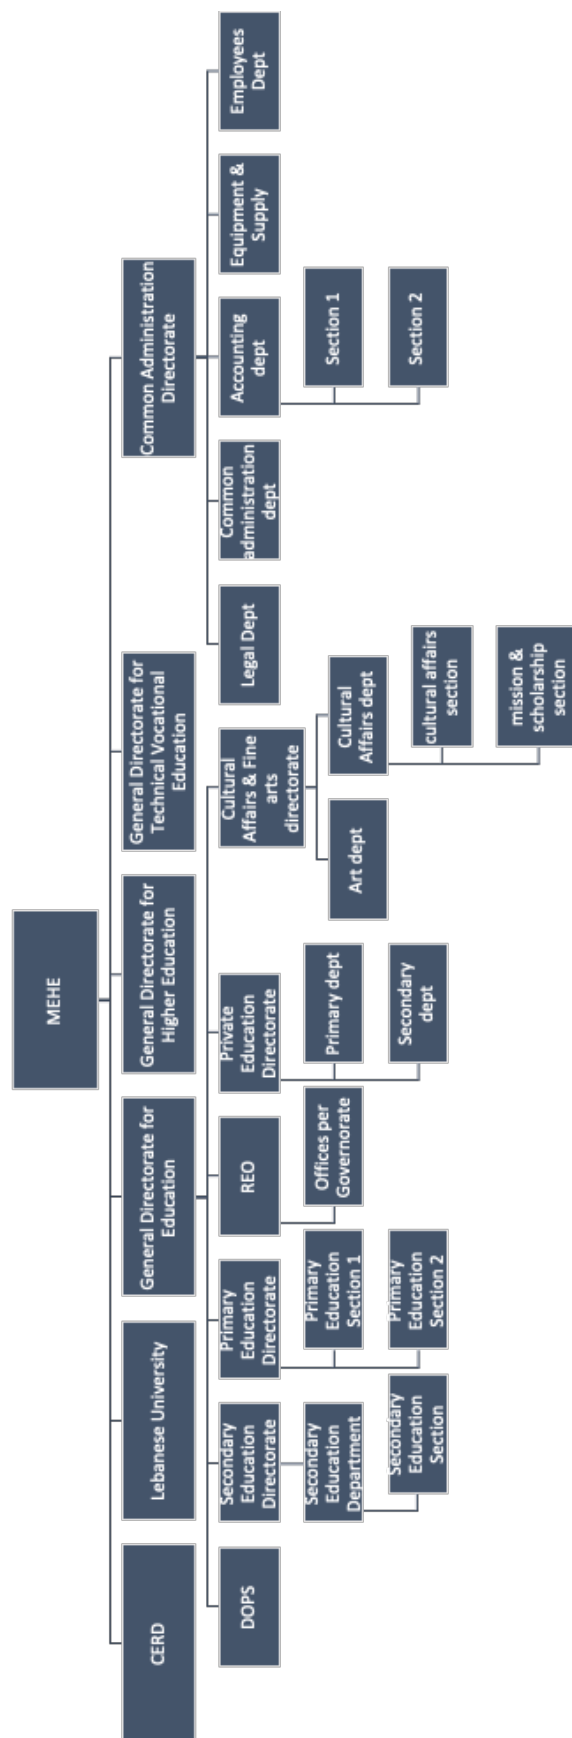 MEHE
CERD
Lebanese University
General Directorate for
Education
General Directorate for
Higher Education
General Directorate for
Technical Vocational
Education
Common Administration
Directorate
DOPS
Secondary
Education
Directorate
Secondary
Education
Department
Secondary
Education
Section
Primary
Education
Directorate
Primary
Education
Section 1
Primary
Education
Section 2
REO
Offices per
Governorate
Private
Education
Directorate
Primary dept
Secondary
dept
Cultural
Affairs & Fine
arts
directorate
Art dept
Cultural
Affairs dept
cultural affairs
section
mission &
scholarship
section
Legal Dept
Common
administration
dept
Accounting
dept
Section 1
Section 2
Equipment &
Supply
Employees
Dept